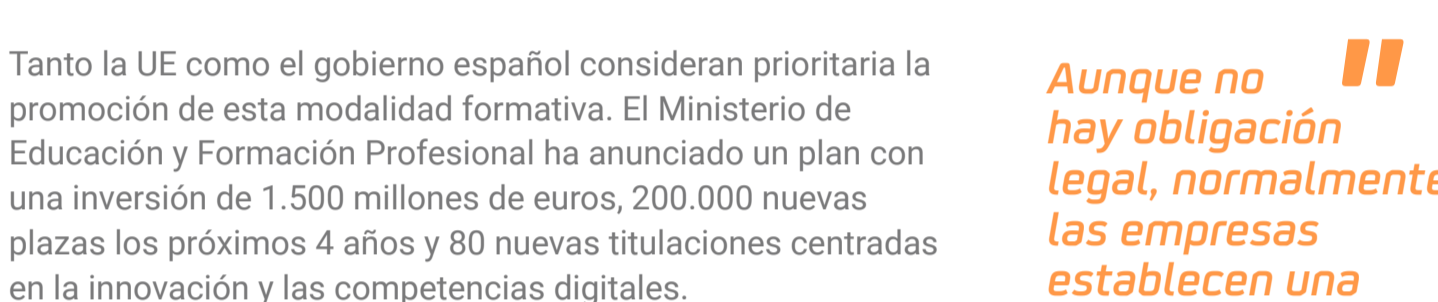 Tanto la UE como el gobierno español consideran prioritaria la
promoción de esta modalidad formativa. El Ministerio de
Educación y Formación Profesional ha anunciado un plan con
una inversión de 1.500 millones de euros, 200.000 nuevas
plazas los próximos 4 años y 80 nuevas titulaciones centradas
en la innovación y las competencias digitales.
"
Aunque no
hay obligación
legal, normalmente
las empresas
establecen una